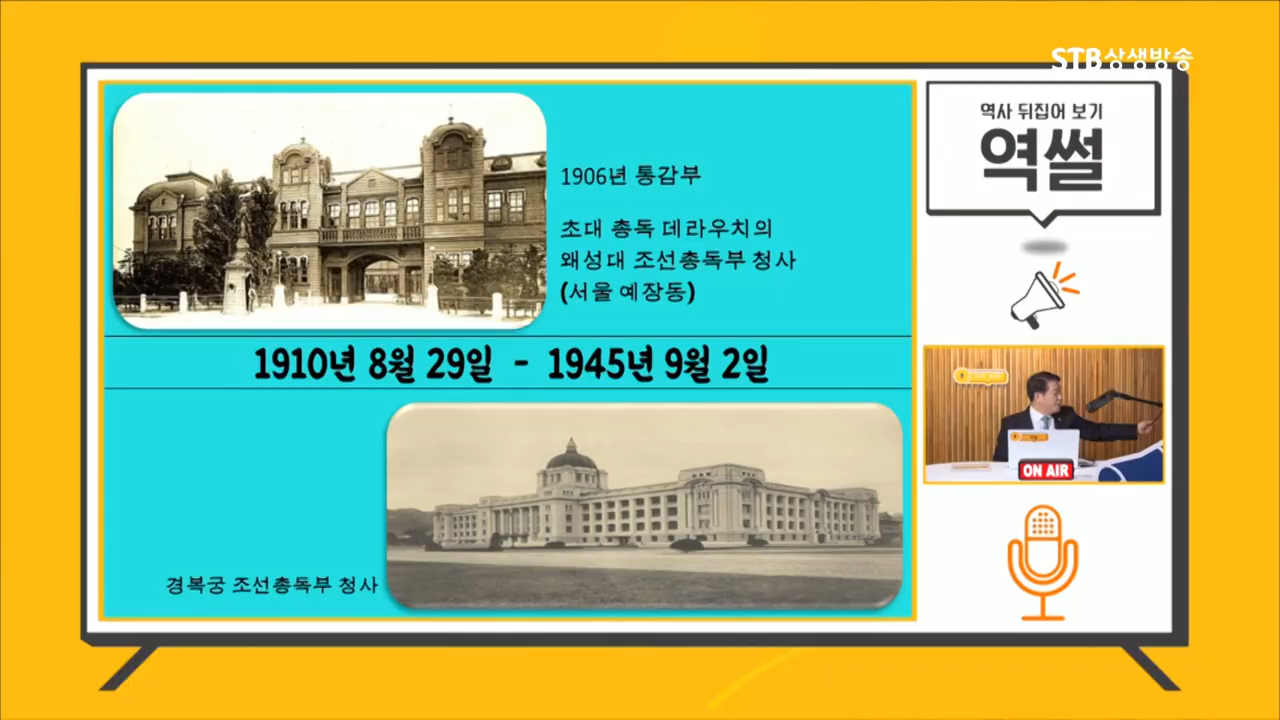 STB상생방송
1906년 통감부
초대 총독 데라우치의
왜성대 조선총독부 청사
(서울 예장동)
1910년 8월 29일 - 1945년 9월 2일
경복궁 조선총독부 청사
역사 뒤집어 보기
역썰
ON AIR